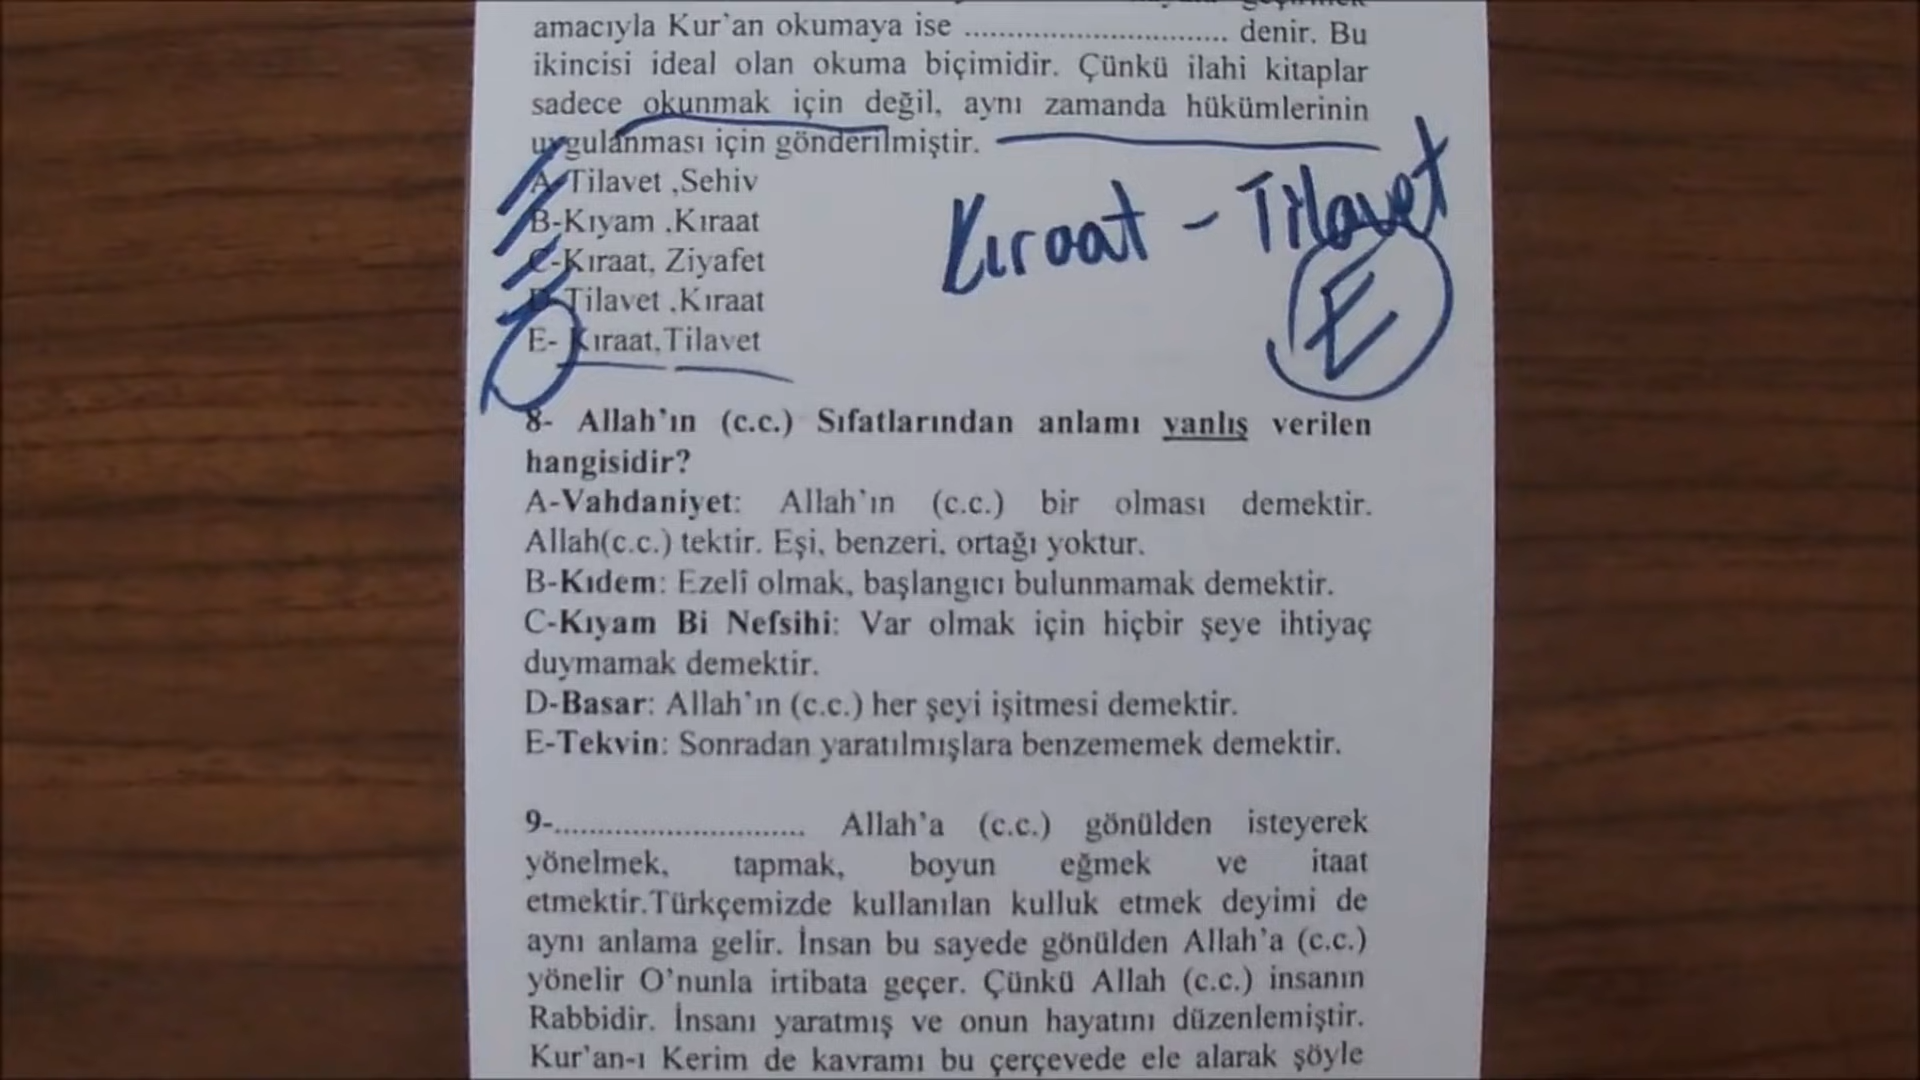 amacıyla Kur'an okumaya ise ............................. denir. Bu
ikincisi ideal olan okuma biçimidir. Çünkü ilahi kitaplar
sadece okunmak için değil, aynı zamanda hükümlerinin
uygulanması için gönderilmiştir.
A-Tilavet ,Sehiv
B-Kıyam ,Kıraat
C-Kıraat, Ziyafet
D-Tilavet ,Kıraat
E- Kıraat,Tilavet
Kıraat - Tilavet
E
8- Allah'ın (c.c.) Sıfatlarından anlamı yanlış verilen
hangisidir?
A-Vahdaniyet: Allah'ın (c.c.) bir olması demektir.
Allah(c.c.) tektir. Eşi, benzeri, ortağı yoktur.
B-Kıdem: Ezelî olmak, başlangıcı bulunmamak demektir.
C-Kıyam Bi Nefsihi: Var olmak için hiçbir şeye ihtiyaç
duymamak demektir.
D-Basar: Allah'ın (c.c.) her şeyi işitmesi demektir.
E-Tekvin: Sonradan yaratılmışlara benzememek demektir.
9-............................ Allah'a (c.c.) gönülden isteyerek
yönelmek, tapmak, boyun eğmek ve itaat
etmektir.Türkçemizde kullanılan kulluk etmek deyimi de
aynı anlama gelir. İnsan bu sayede gönülden Allah'a (c.c.)
yönelir O'nunla irtibata geçer. Çünkü Allah (c.c.) insanın
Rabbidir. İnsanı yaratmış ve onun hayatını düzenlemiştir.
Kur'an-ı Kerim de kavramı bu çerçevede ele alarak şöyle